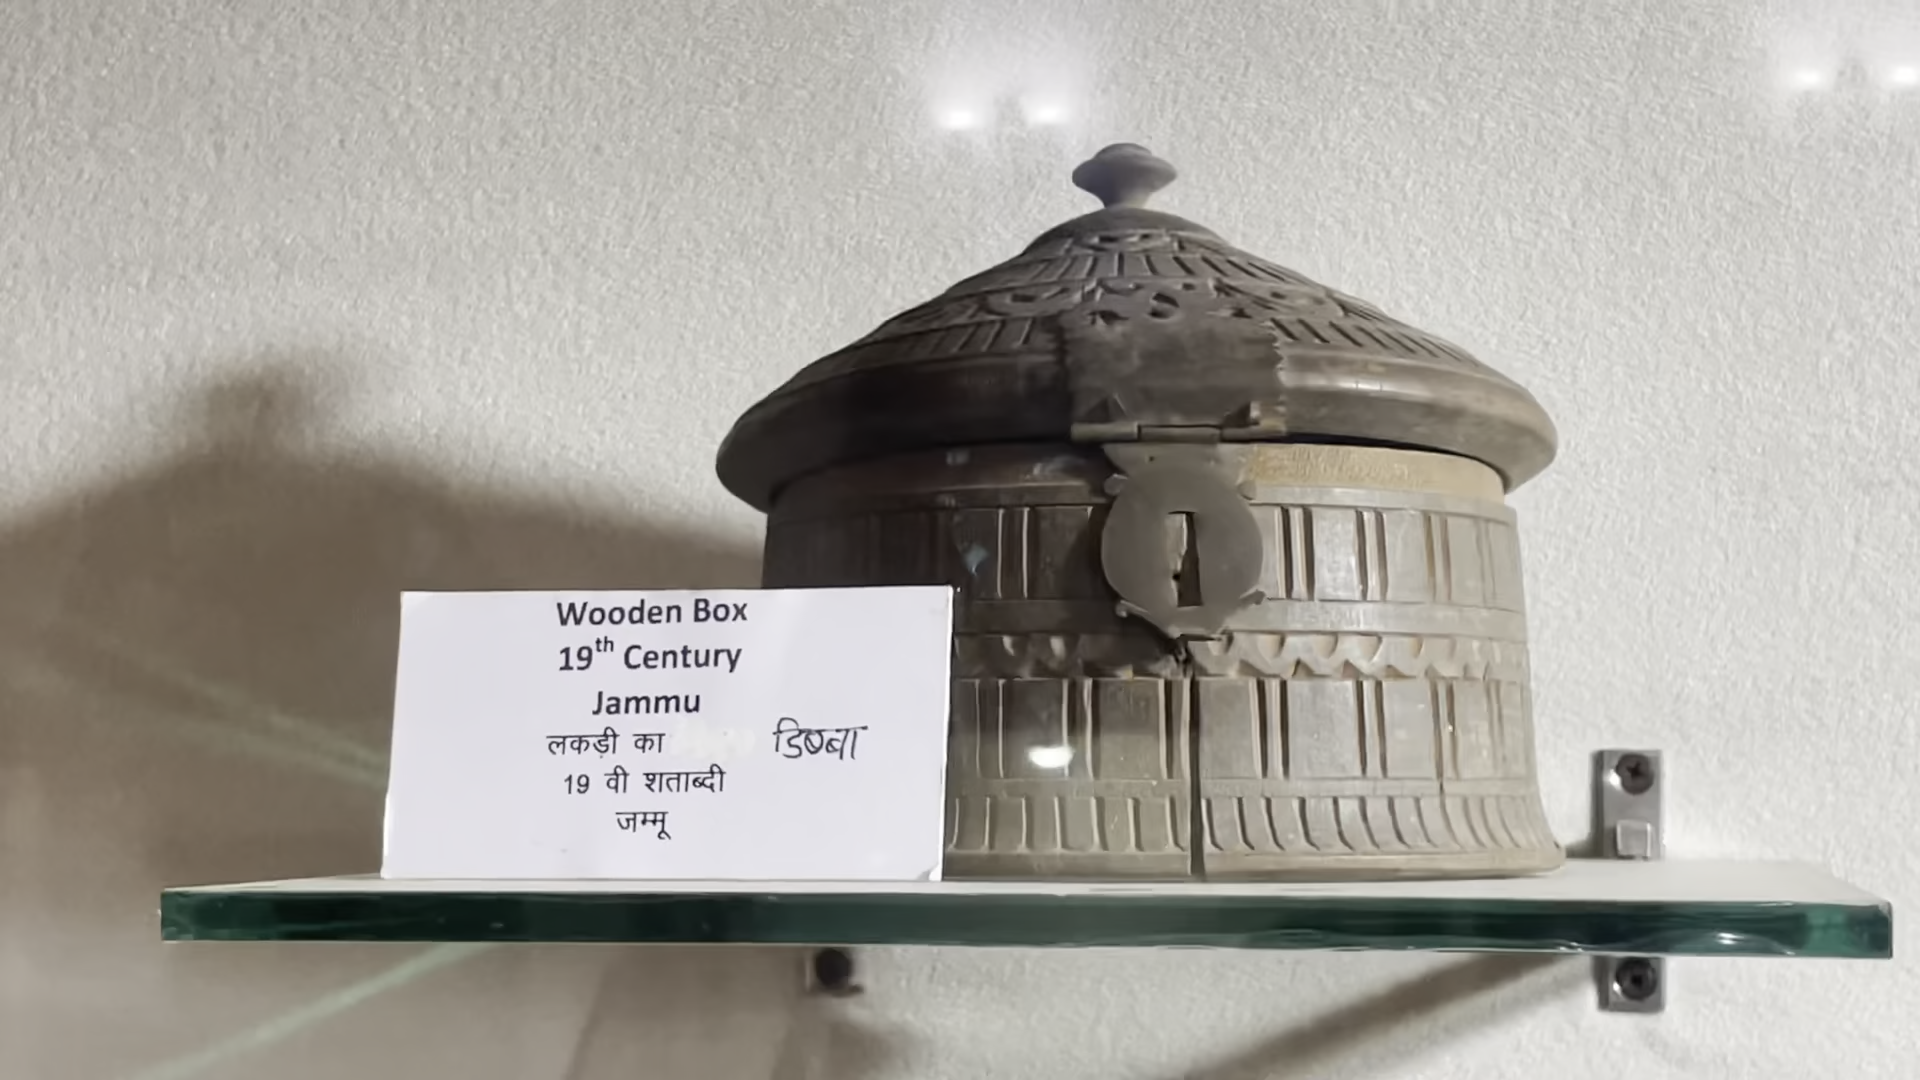 Wooden Box
19th Century
Jammu
लकड़ी का डिब्बा
19 वी शताब्दी
जम्मू